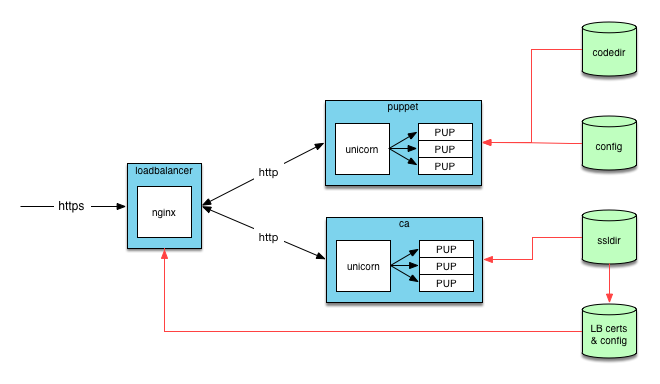 codedir
puppet
unicorn
PUP
PUP
PUP
config
http
loadbalancer
nginx
https
http
ca
unicorn
PUP
PUP
PUP
ssldir
LB certs
& config